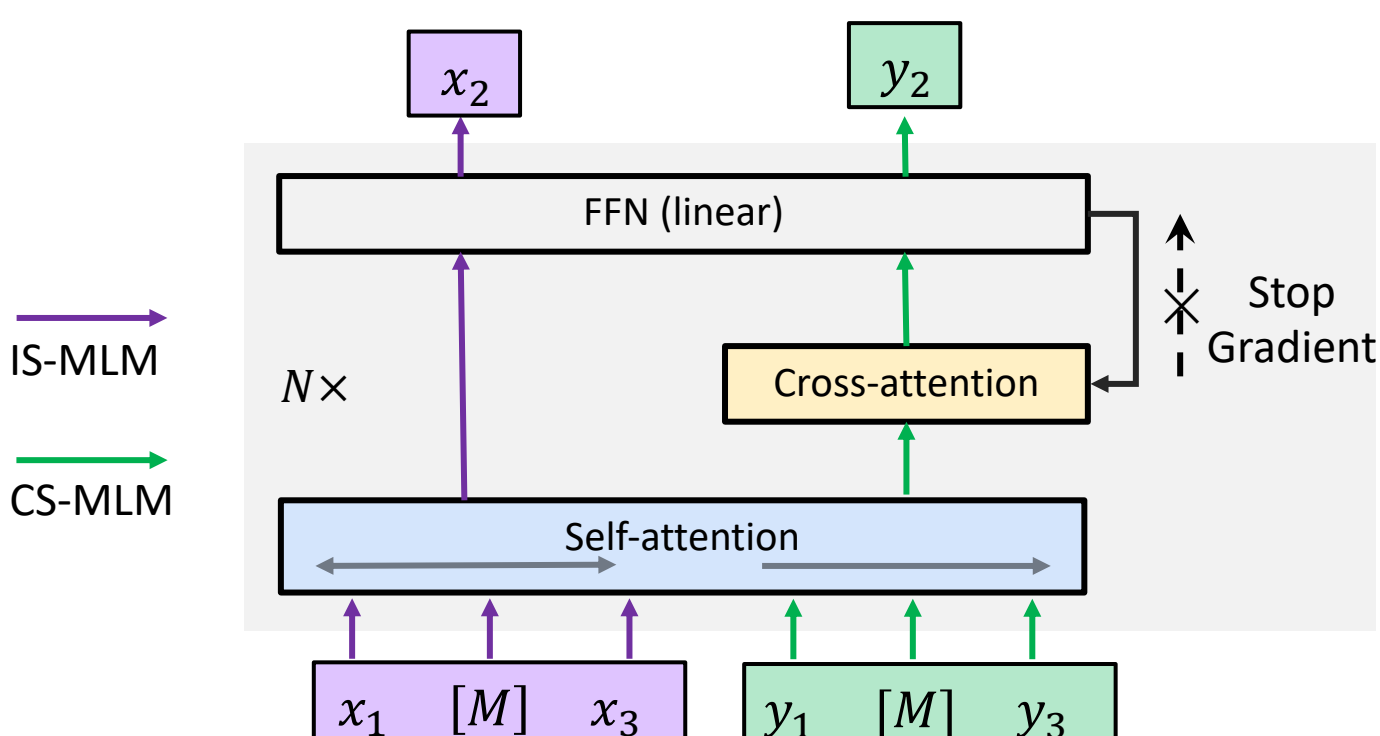 x₂ y₂
FFN (linear)
Stop
Gradient
IS-MLM
N×
Cross-attention
CS-MLM
Self-attention
x₁ [M] x₃ y₁ [M] y₃